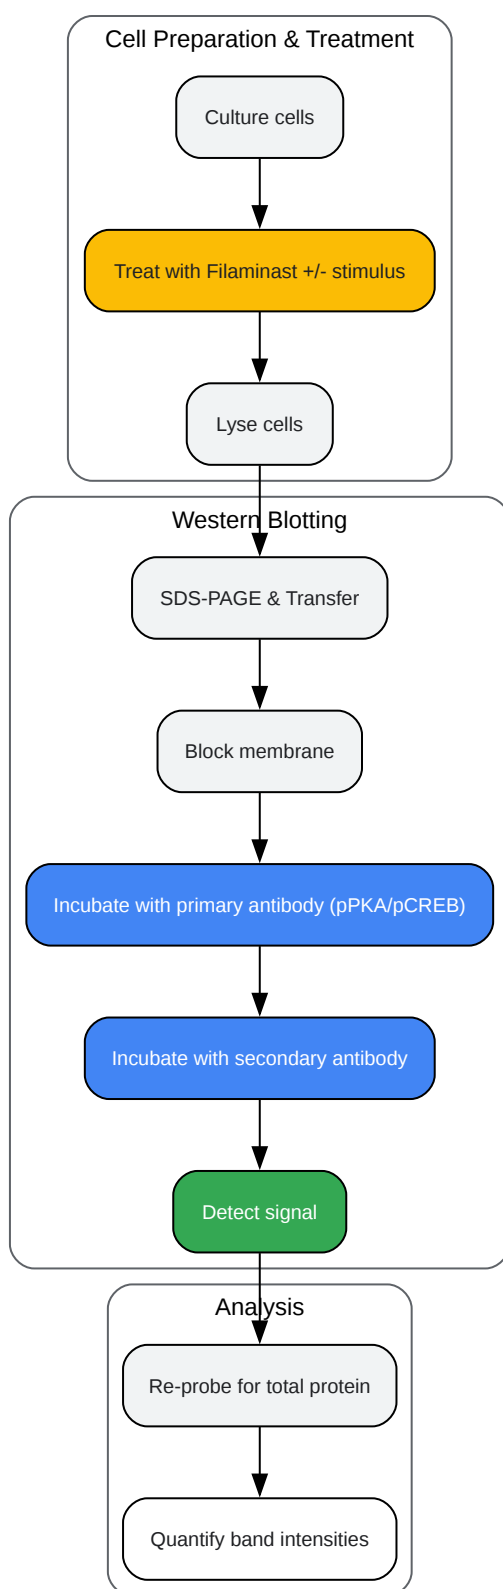 Cell Preparation & Treatment
Culture cells
Treat with Filaminast +/- stimulus
Lyse cells
Western Blotting
SDS-PAGE & Transfer
Block membrane
Incubate with primary antibody (pPKA/pCREB)
Incubate with secondary antibody
Detect signal
Analysis
Re-probe for total protein
Quantify band intensities